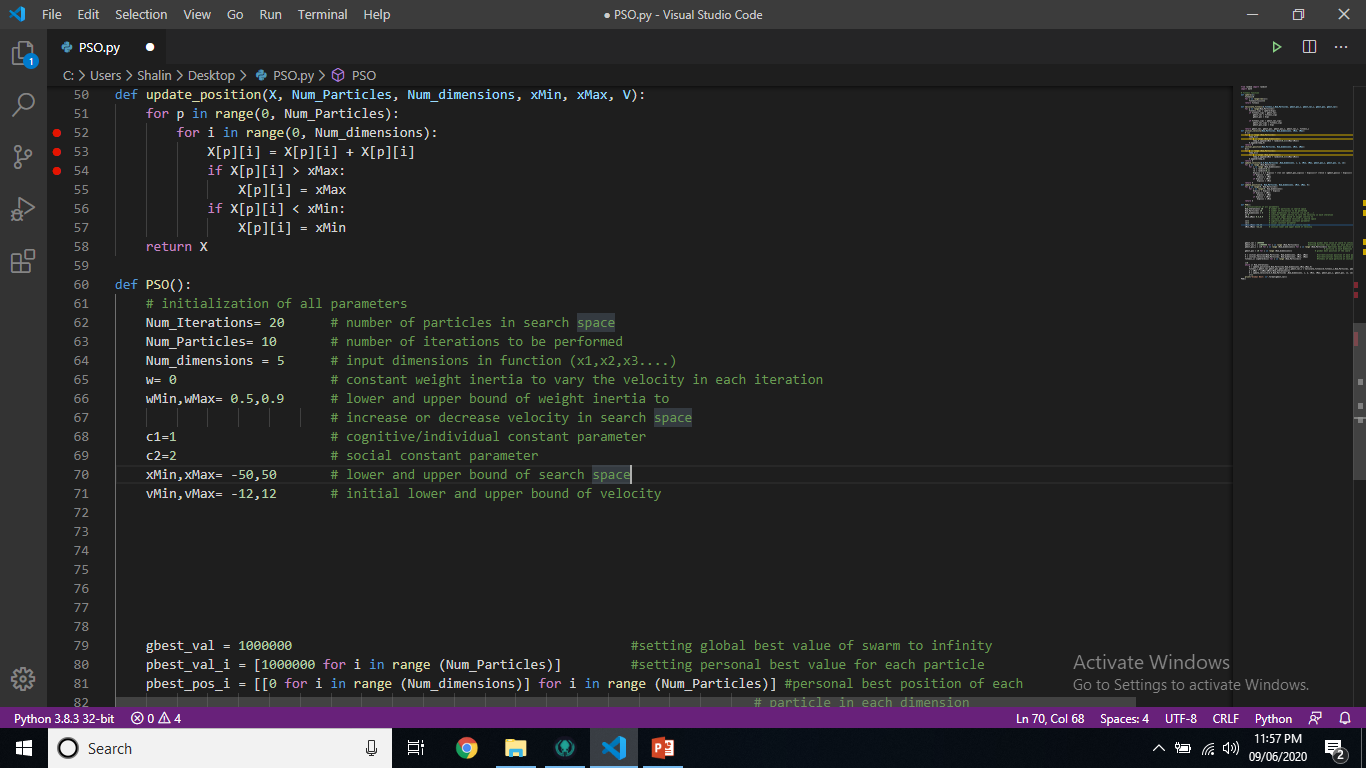 File Edit Selection View Go Run Terminal Help
● PSO.py - Visual Studio Code
PSO.py ●
1
C: > Users > Shalin > Desktop > PSO.py > PSO
50 def update_position(X, Num_Particles, Num_dimensions, xMin, xMax, V):
51 for p in range(0, Num_Particles):
52 for i in range(0, Num_dimensions):
53 X[p][i] = X[p][i] + X[p][i]
54 if X[p][i] > xMax:
55 X[p][i] = xMax
56 if X[p][i] < xMin:
57 X[p][i] = xMin
58 return X
59
60 def PSO():
61 # initialization of all parameters
62 Num_Iterations= 20 # number of particles in search space
63 Num_Particles= 10 # number of iterations to be performed
64 Num_dimensions = 5 # input dimensions in function (x1,x2,x3....)
65 w= 0 # constant weight inertia to vary the velocity in each iteration
66 wMin,wMax= 0.5,0.9 # lower and upper bound of weight inertia to
67 # increase or decrease velocity in search space
68 c1=1 # cognitive/individual constant parameter
69 c2=2 # social constant parameter
70 xMin,xMax= -50,50 # lower and upper bound of search space
71 vMin,vMax= -12,12 # initial lower and upper bound of velocity
72
73
74
75
76
77
78
79 gbest_val = 1000000 #setting global best value of swarm to infinity
80 pbest_val_i = [1000000 for i in range (Num_Particles)] #setting personal best value for each particle
81 pbest_pos_i = [[0 for i in range (Num_dimensions)] for i in range (Num_Particles)] #personal best position of each
82 # particle in each dimension
Activate Windows
Go to Settings to activate Windows.
Python 3.8.3 32-bit 0 4 Ln 70, Col 68 Spaces: 4 UTF-8 CRLF Python
Search
11:57 PM
09/06/2020
2